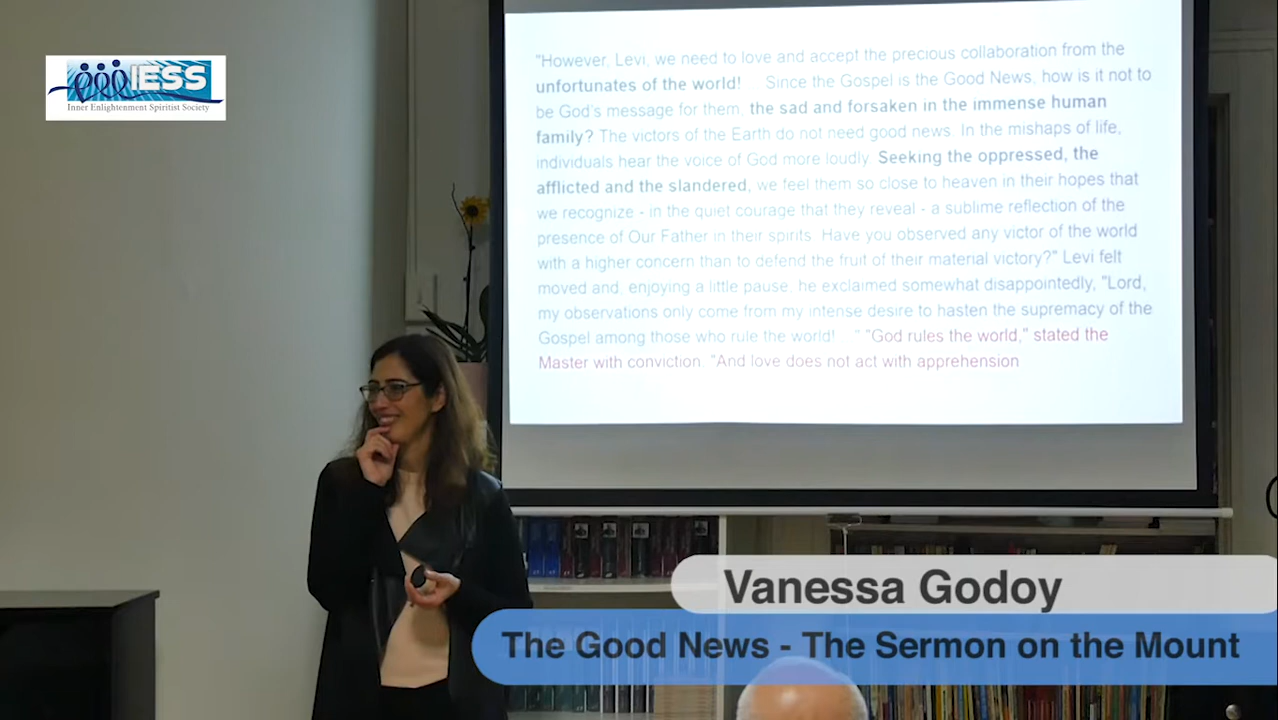 IESS
Inner Enlightenment Spiritist Society
"However, Levi, we need to love and accept the precious collaboration from the
unfortunates of the world! Since the Gospel is the Good News, how is it not to
be God's message for them, the sad and forsaken in the immense human
family? The victors of the Earth do not need good news. In the mishaps of life,
individuals hear the voice of God more loudly. Seeking the oppressed, the
afflicted and the slandered, we feel them so close to heaven in their hopes that
we recognize - in the quiet courage that they reveal - a sublime reflection of the
presence of Our Father in their spirits. Have you observed any victor of the world
with a higher concern than to defend the fruit of their material victory?" Levi felt
moved and, enjoying a little pause, he exclaimed somewhat disappointedly, "Lord,
my observations only come from my intense desire to hasten the supremacy of the
Gospel among those who rule the world! " "God rules the world," stated the
Master with conviction. "And love does not act with apprehension
Vanessa Godoy
The Good News - The Sermon on the Mount